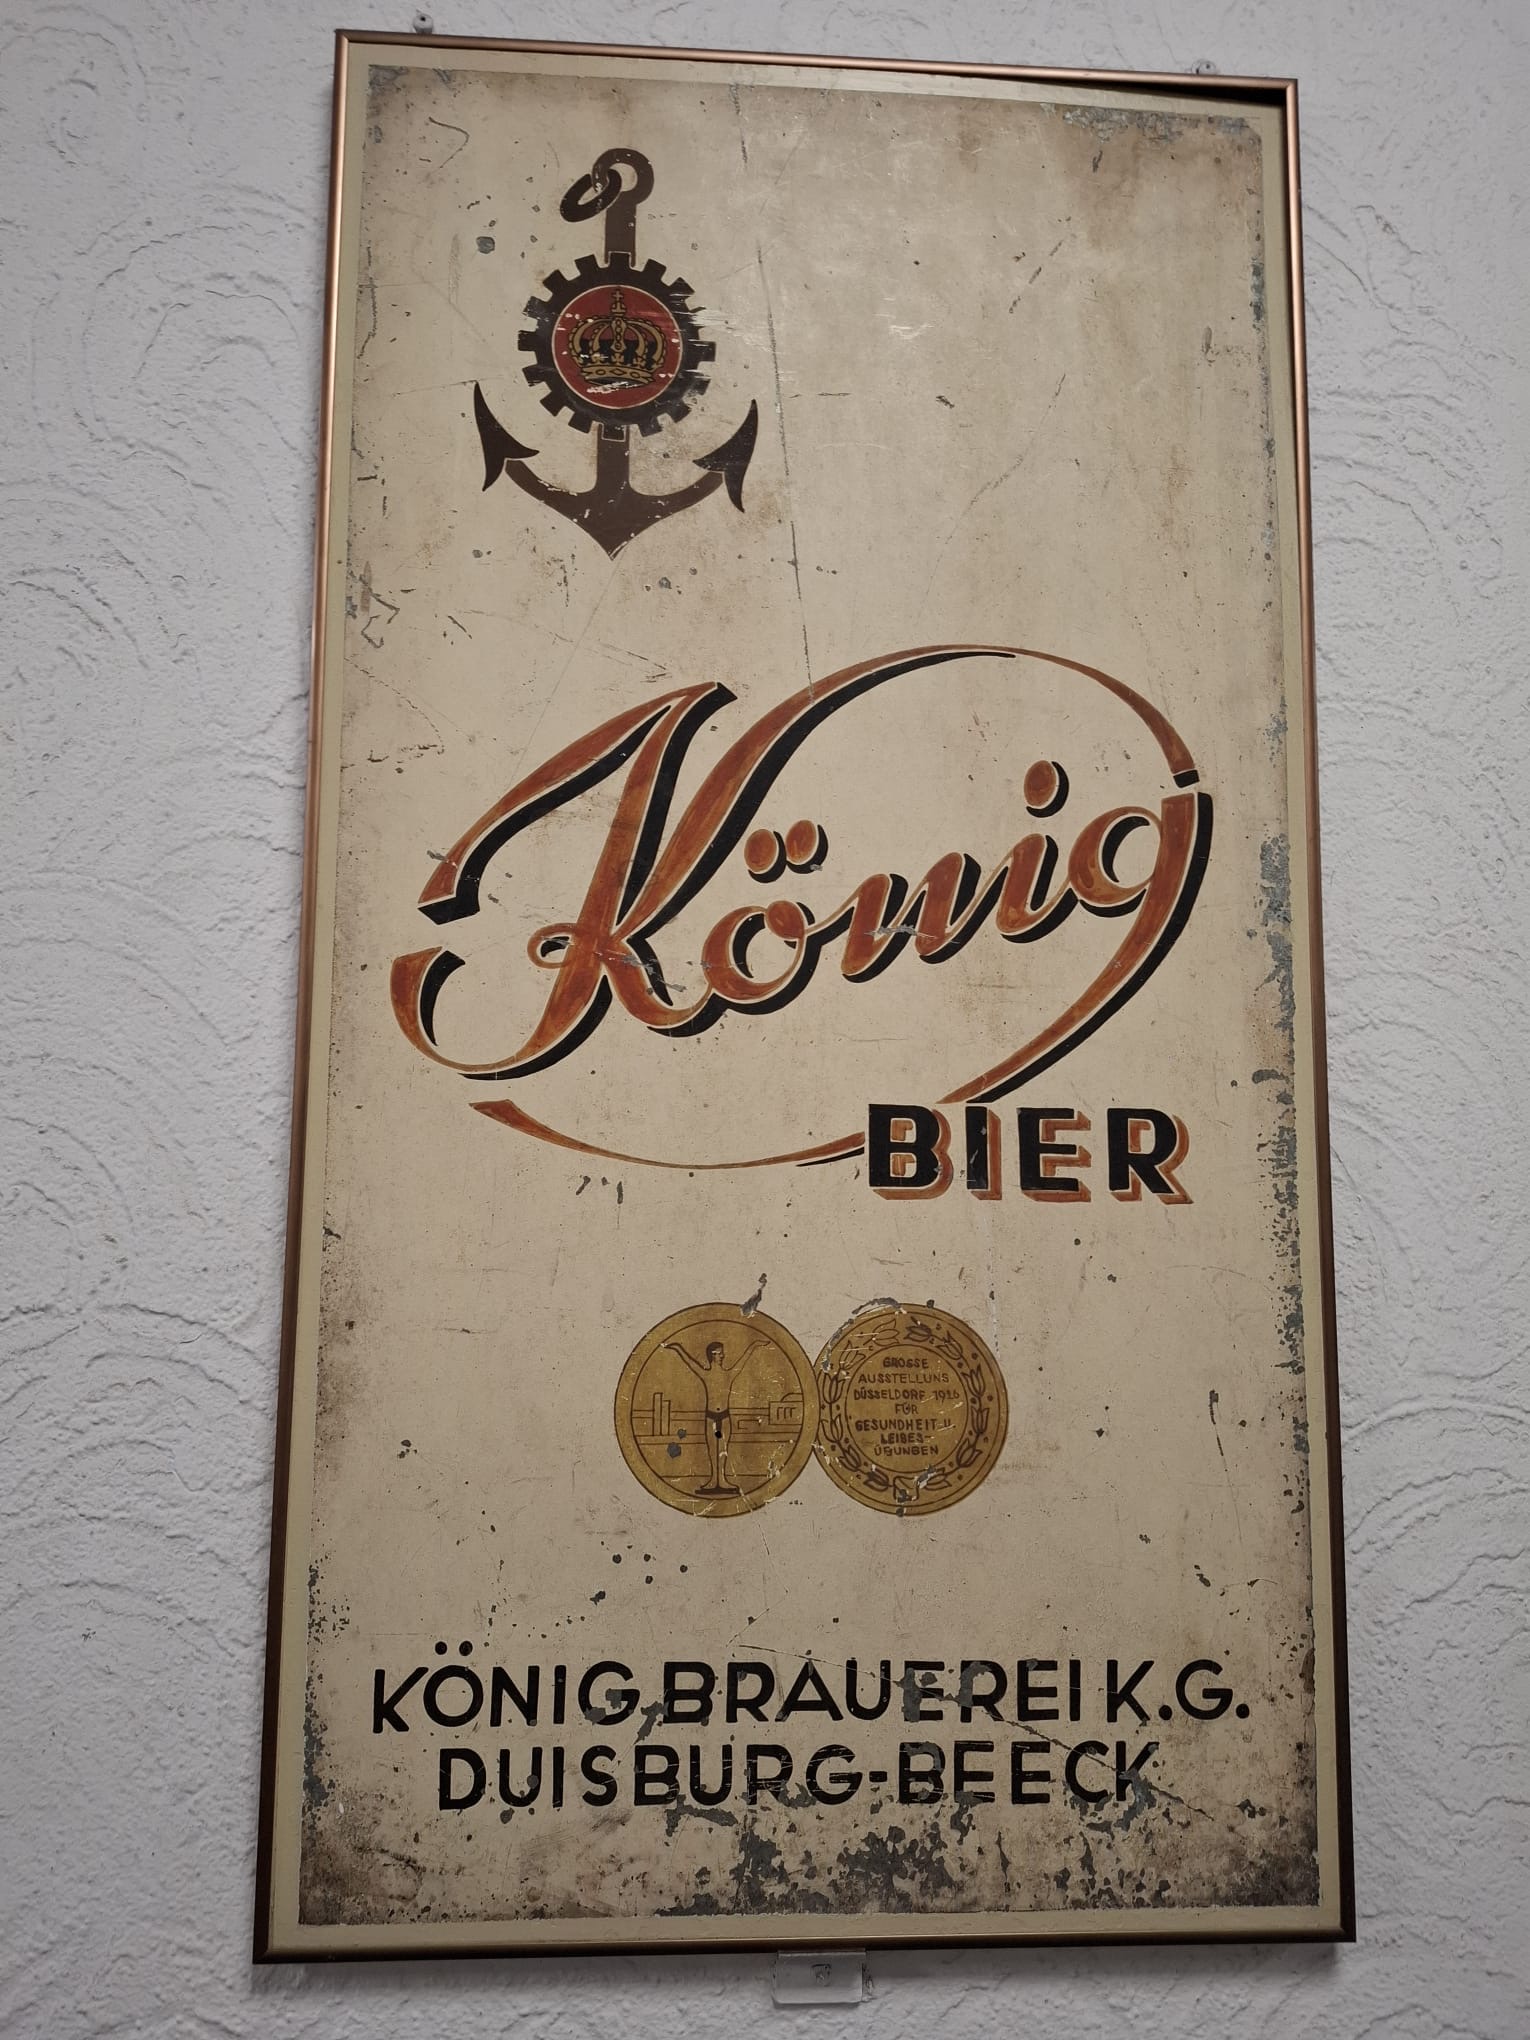 König
BIER
GROSSE
AUSSTELLUNG
DÜSSELDORF 1926
FÜR
GESUNDHEIT U.
LEIBES-
ÜBUNGEN
KÖNIG-BRAUEREI K.G.
DUISBURG-BEECK